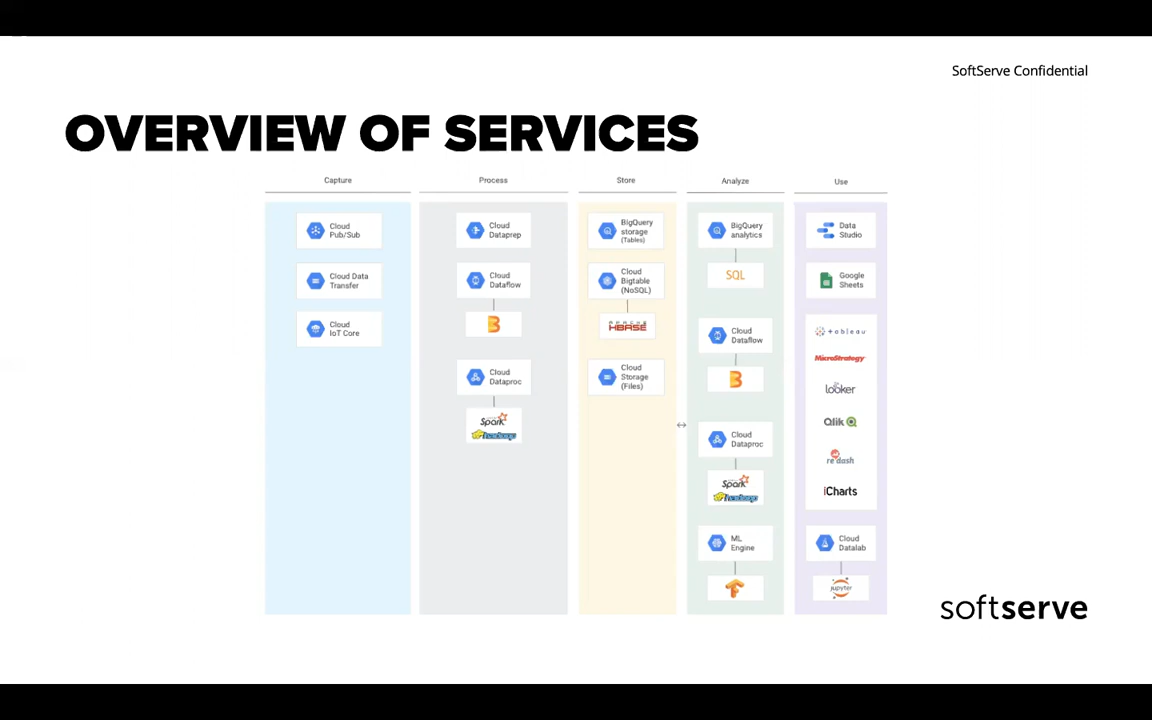 SoftServe Confidential
OVERVIEW OF SERVICES
Capture
Process
Store
Analyze
Use
Cloud
Pub/Sub
Cloud Data
Transfer
Cloud
IoT Core
Cloud
Dataprep
Cloud
Dataflow
Cloud
Dataproc
Spark
hadoop
BigQuery
storage
(Tables)
Cloud
Bigtable
(NoSQL)
APACHE
HBASE
Cloud
Storage
(Files)
BigQuery
analytics
SQL
Cloud
Dataflow
Cloud
Dataproc
Spark
hadoop
ML
Engine
Data
Studio
Google
Sheets
tableau
MicroStrategy
looker
Qlik
redash
iCharts
Cloud
Datalab
jupyter
softserve